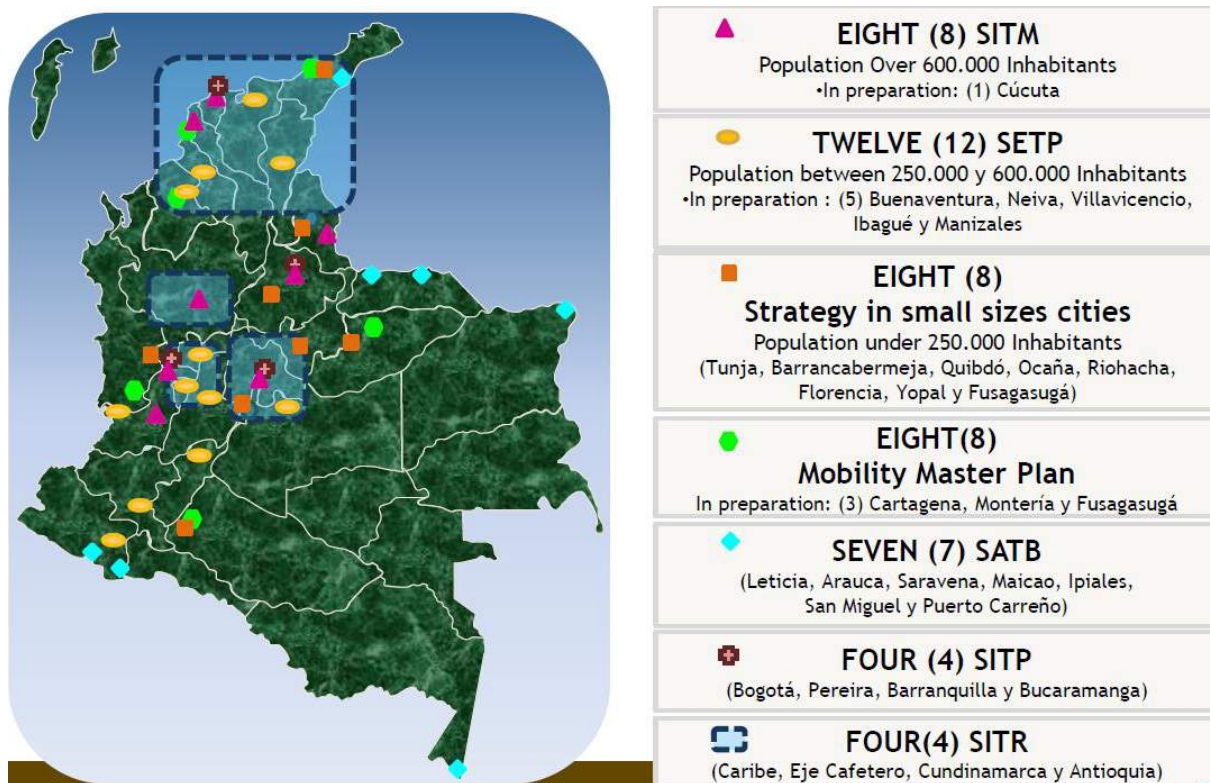 EIGHT (8) SITM
Population Over 600.000 Inhabitants
•In preparation: (1) Cúcuta
TWELVE (12) SETP
Population between 250.000 y 600.000 Inhabitants
•In preparation : (5) Buenaventura, Neiva, Villavicencio,
Ibagué y Manizales
EIGHT (8)
Strategy in small sizes cities
Population under 250.000 Inhabitants
(Tunja, Barrancabermeja, Quibdó, Ocaña, Riohacha,
Florencia, Yopal y Fusagasugá)
EIGHT(8)
Mobility Master Plan
In preparation: (3) Cartagena, Montería y Fusagasugá
SEVEN (7) SATB
(Leticia, Arauca, Saravena, Maicao, Ipiales,
San Miguel y Puerto Carreño)
FOUR (4) SITP
(Bogotá, Pereira, Barranquilla y Bucaramanga)
FOUR(4) SITR
(Caribe, Eje Cafetero, Cundinamarca y Antioquia)